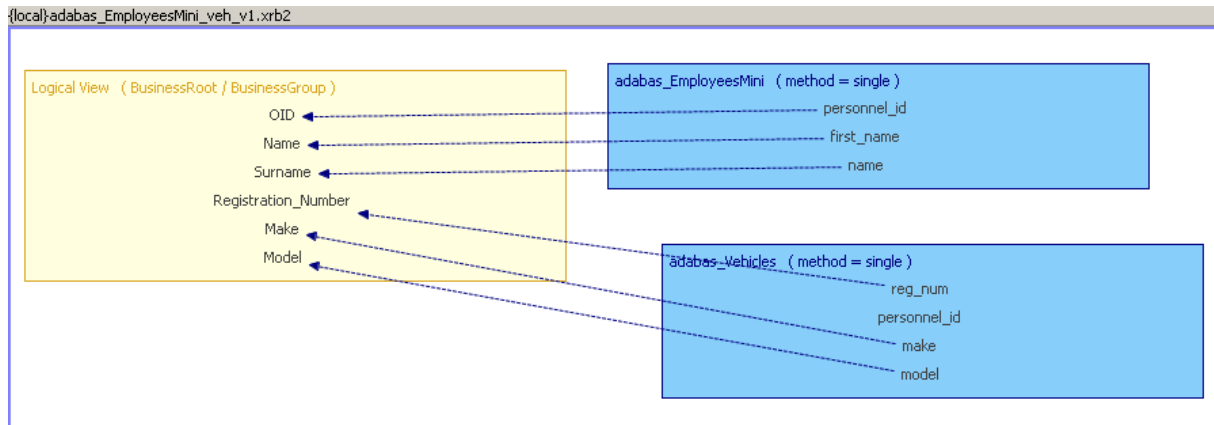 {local}adabas_EmployeesMini_veh_v1.xrb2
Logical View ( BusinessRoot / BusinessGroup )
OID
Name
Surname
Registration_Number
Make
Model
adabas_EmployeesMini ( method = single )
personnel_id
first_name
name
adabas_Vehicles ( method = single )
reg_num
personnel_id
make
model